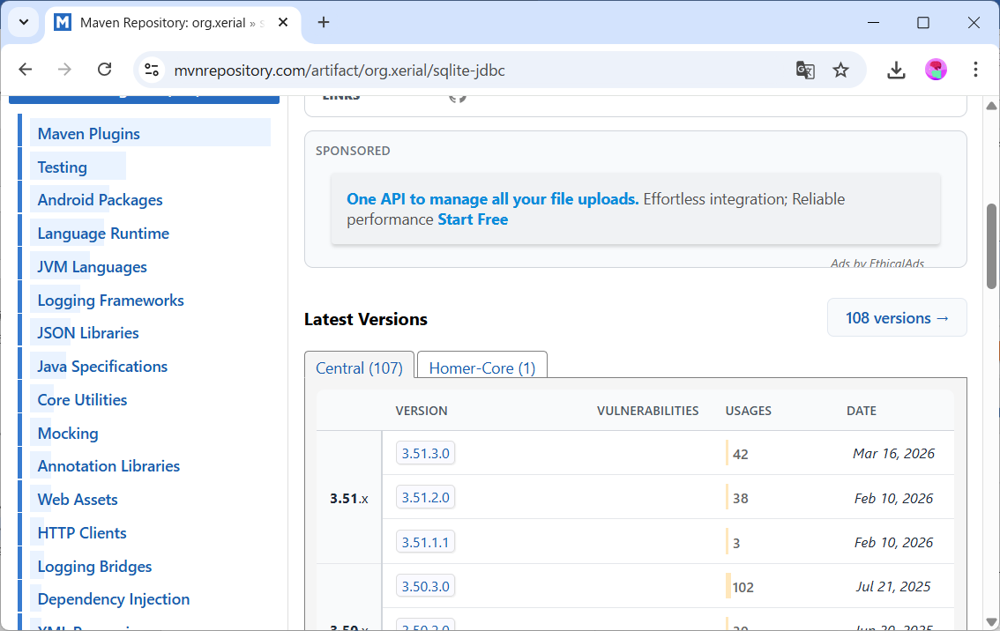 Maven Repository: org.xerial » s
mvnrepository.com/artifact/org.xerial/sqlite-jdbc
Maven Plugins
Testing
Android Packages
Language Runtime
JVM Languages
Logging Frameworks
JSON Libraries
Java Specifications
Core Utilities
Mocking
Annotation Libraries
Web Assets
HTTP Clients
Logging Bridges
Dependency Injection
LINKS
SPONSORED
One API to manage all your file uploads. Effortless integration; Reliable
performance Start Free
Ads by EthicalAds
Latest Versions
108 versions →
Central (107)
Homer-Core (1)
VERSION VULNERABILITIES USAGES DATE
3.51.x
3.51.3.0 42 Mar 16, 2026
3.51.2.0 38 Feb 10, 2026
3.51.1.1 3 Feb 10, 2026
3.50.3.0 102 Jul 21, 2025